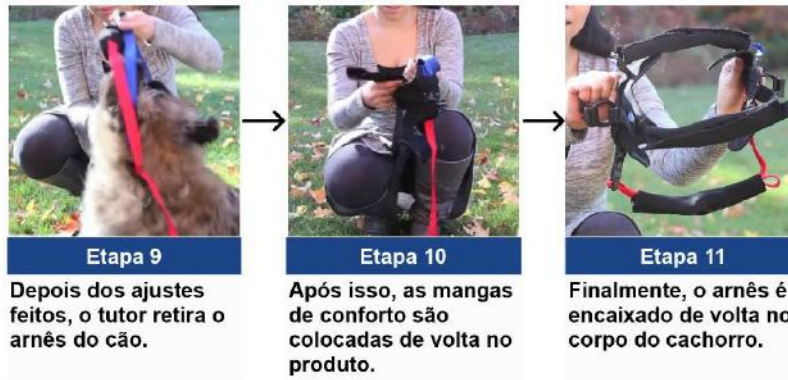 Etapa 9
Depois dos ajustes
feitos, o tutor retira o
arnês do cão.
Etapa 10
Após isso, as mangas
de conforto são
colocadas de volta no
produto.
Etapa 11
Finalmente, o arnês é
encaixado de volta no
corpo do cachorro.